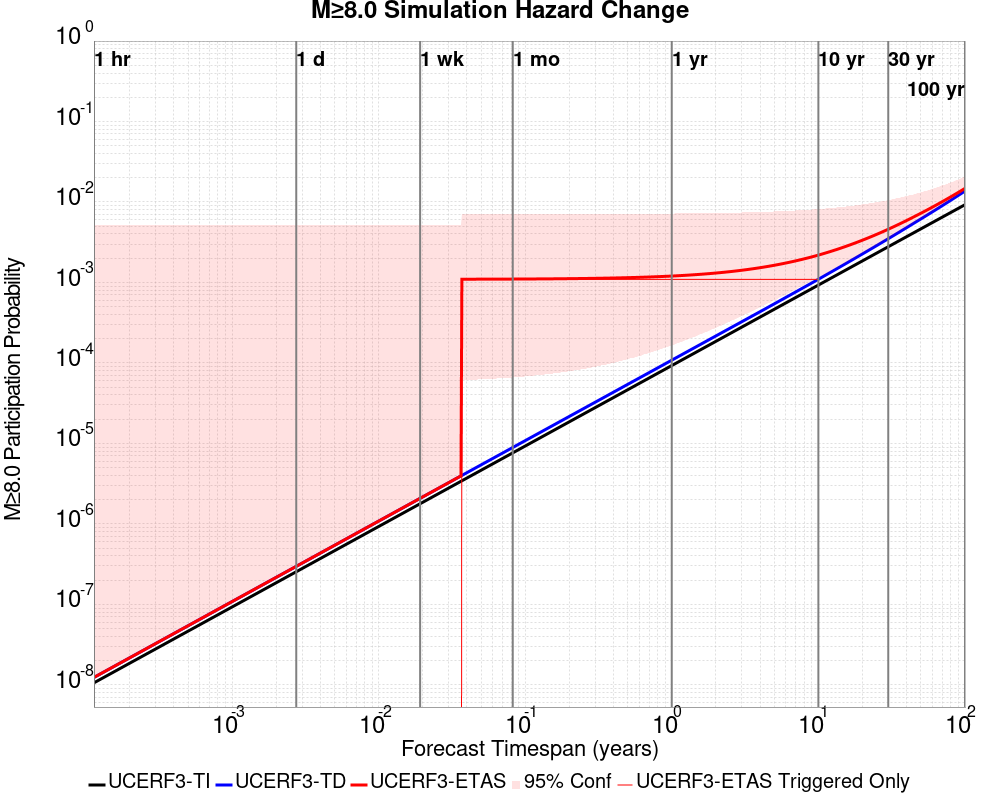 M≥8.0 Simulation Hazard Change
10^0
10^-1
10^-2
10^-3
10^-4
10^-5
10^-6
10^-7
10^-8
M≥8.0 Participation Probability
1 hr 1 d 1 wk 1 mo 1 yr 10 yr 30 yr
100 yr
10^-3 10^-2 10^-1 10^0 10^1 10^2
Forecast Timespan (years)
UCERF3-TI UCERF3-TD UCERF3-ETAS 95% Conf UCERF3-ETAS Triggered Only